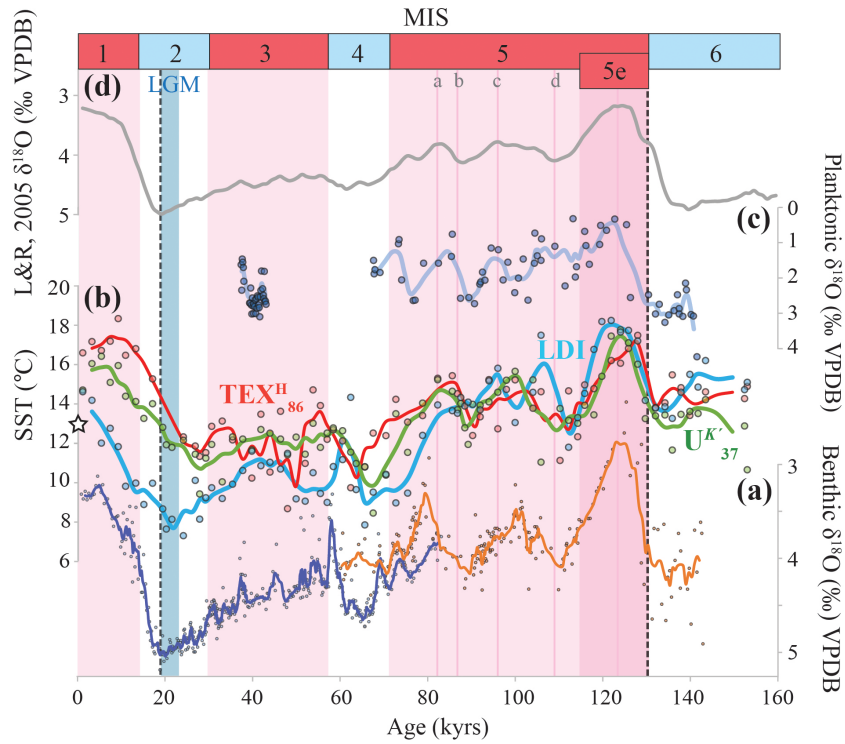 MIS
1 2 3 4 5 6
5e
LGM
a b c d
(d)
3
4
5
L&R, 2005 δ¹⁸O (‰ VPDB)
(c)
0
1
2
3
4
Planktonic δ¹⁸O (‰ VPDB)
(b)
20
18
16
14
12
10
8
6
SST (°C)
LDI
TEXᴴ₈₆
Uᴷ′₃₇
(a)
3
4
5
Benthic δ¹⁸O (‰) VPDB
0 20 40 60 80 100 120 140 160
Age (kyrs)